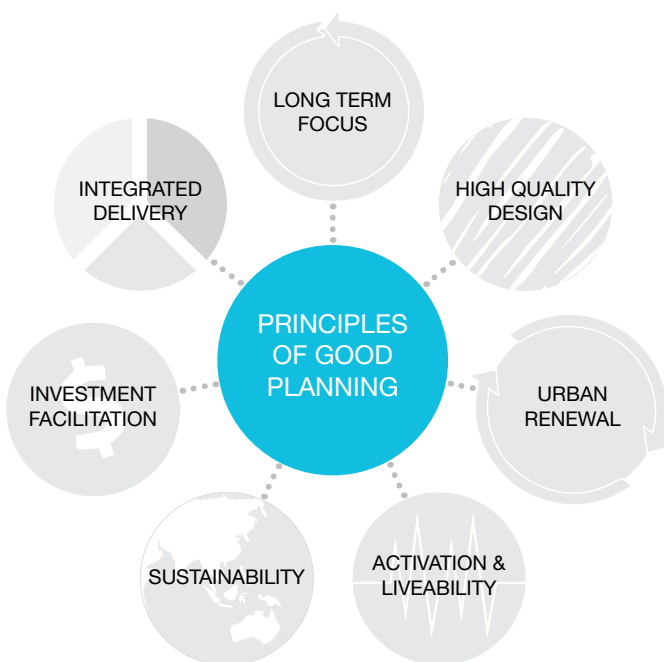 LONG TERM
FOCUS
HIGH QUALITY
DESIGN
URBAN
RENEWAL
ACTIVATION &
LIVEABILITY
SUSTAINABILITY
INVESTMENT
FACILITATION
INTEGRATED
DELIVERY
PRINCIPLES
OF GOOD
PLANNING